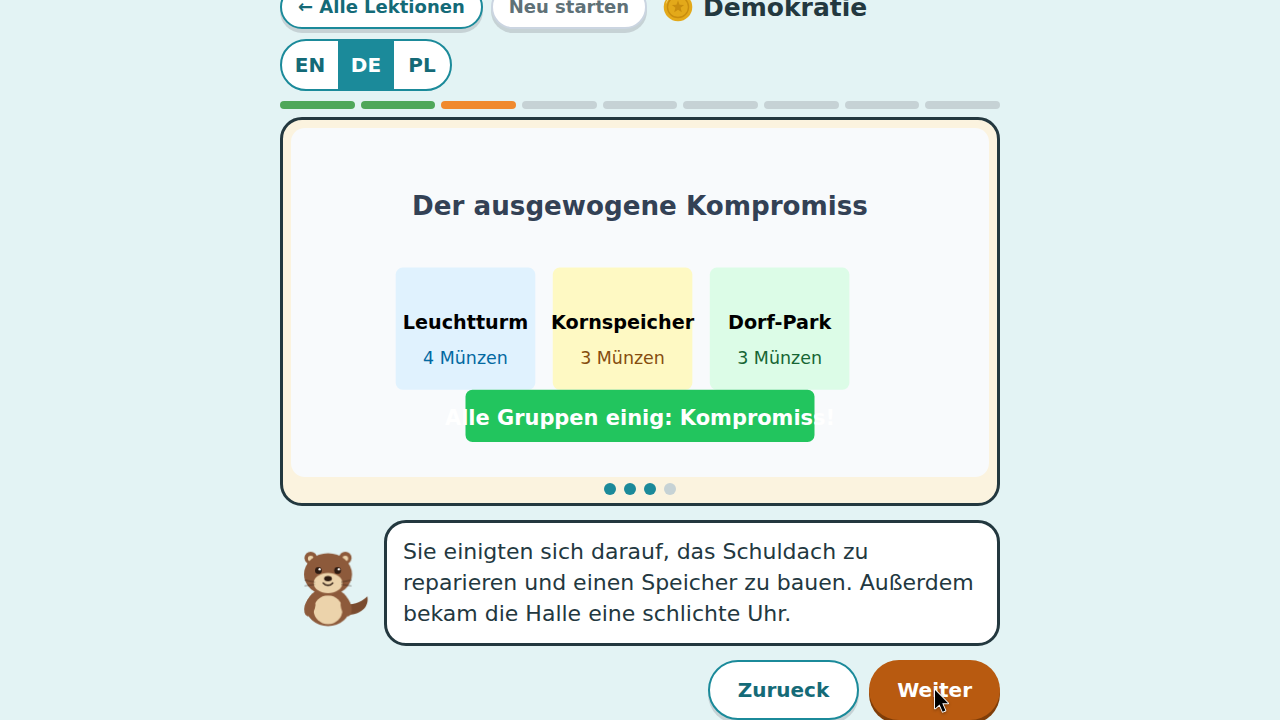 ← Alle Lektionen
Neu starten
Demokratie
EN DE PL
Der ausgewogene Kompromiss
Leuchtturm
4 Münzen
Kornspeicher
3 Münzen
Dorf-Park
3 Münzen
Alle Gruppen einig: Kompromiss!
Sie einigten sich darauf, das Schuldach zu
reparieren und einen Speicher zu bauen. Außerdem
bekam die Halle eine schlichte Uhr.
Zurueck
Weiter